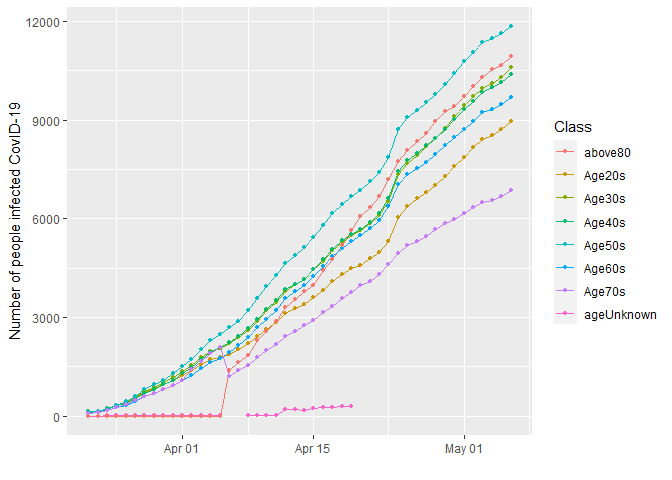 12000
9000
6000
3000
0
Number of people infected CovID-19
Apr 01
Apr 15
May 01
Class
above80
Age20s
Age30s
Age40s
Age50s
Age60s
Age70s
ageUnknown